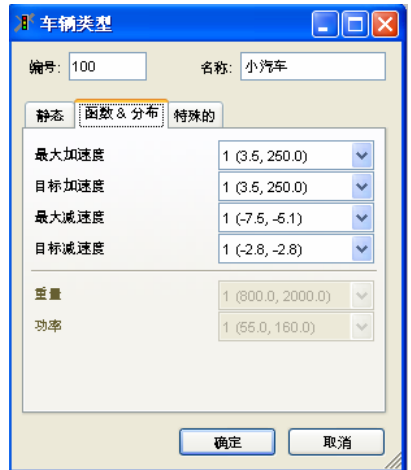 车辆类型
编号: 100 名称: 小汽车
静态 函数 & 分布 特殊的
最大加速度 1 (3.5, 250.0)
目标加速度 1 (3.5, 250.0)
最大减速度 1 (-7.5, -5.1)
目标减速度 1 (-2.8, -2.8)
重量 1 (800.0, 2000.0)
功率 1 (55.0, 160.0)
确定 取消